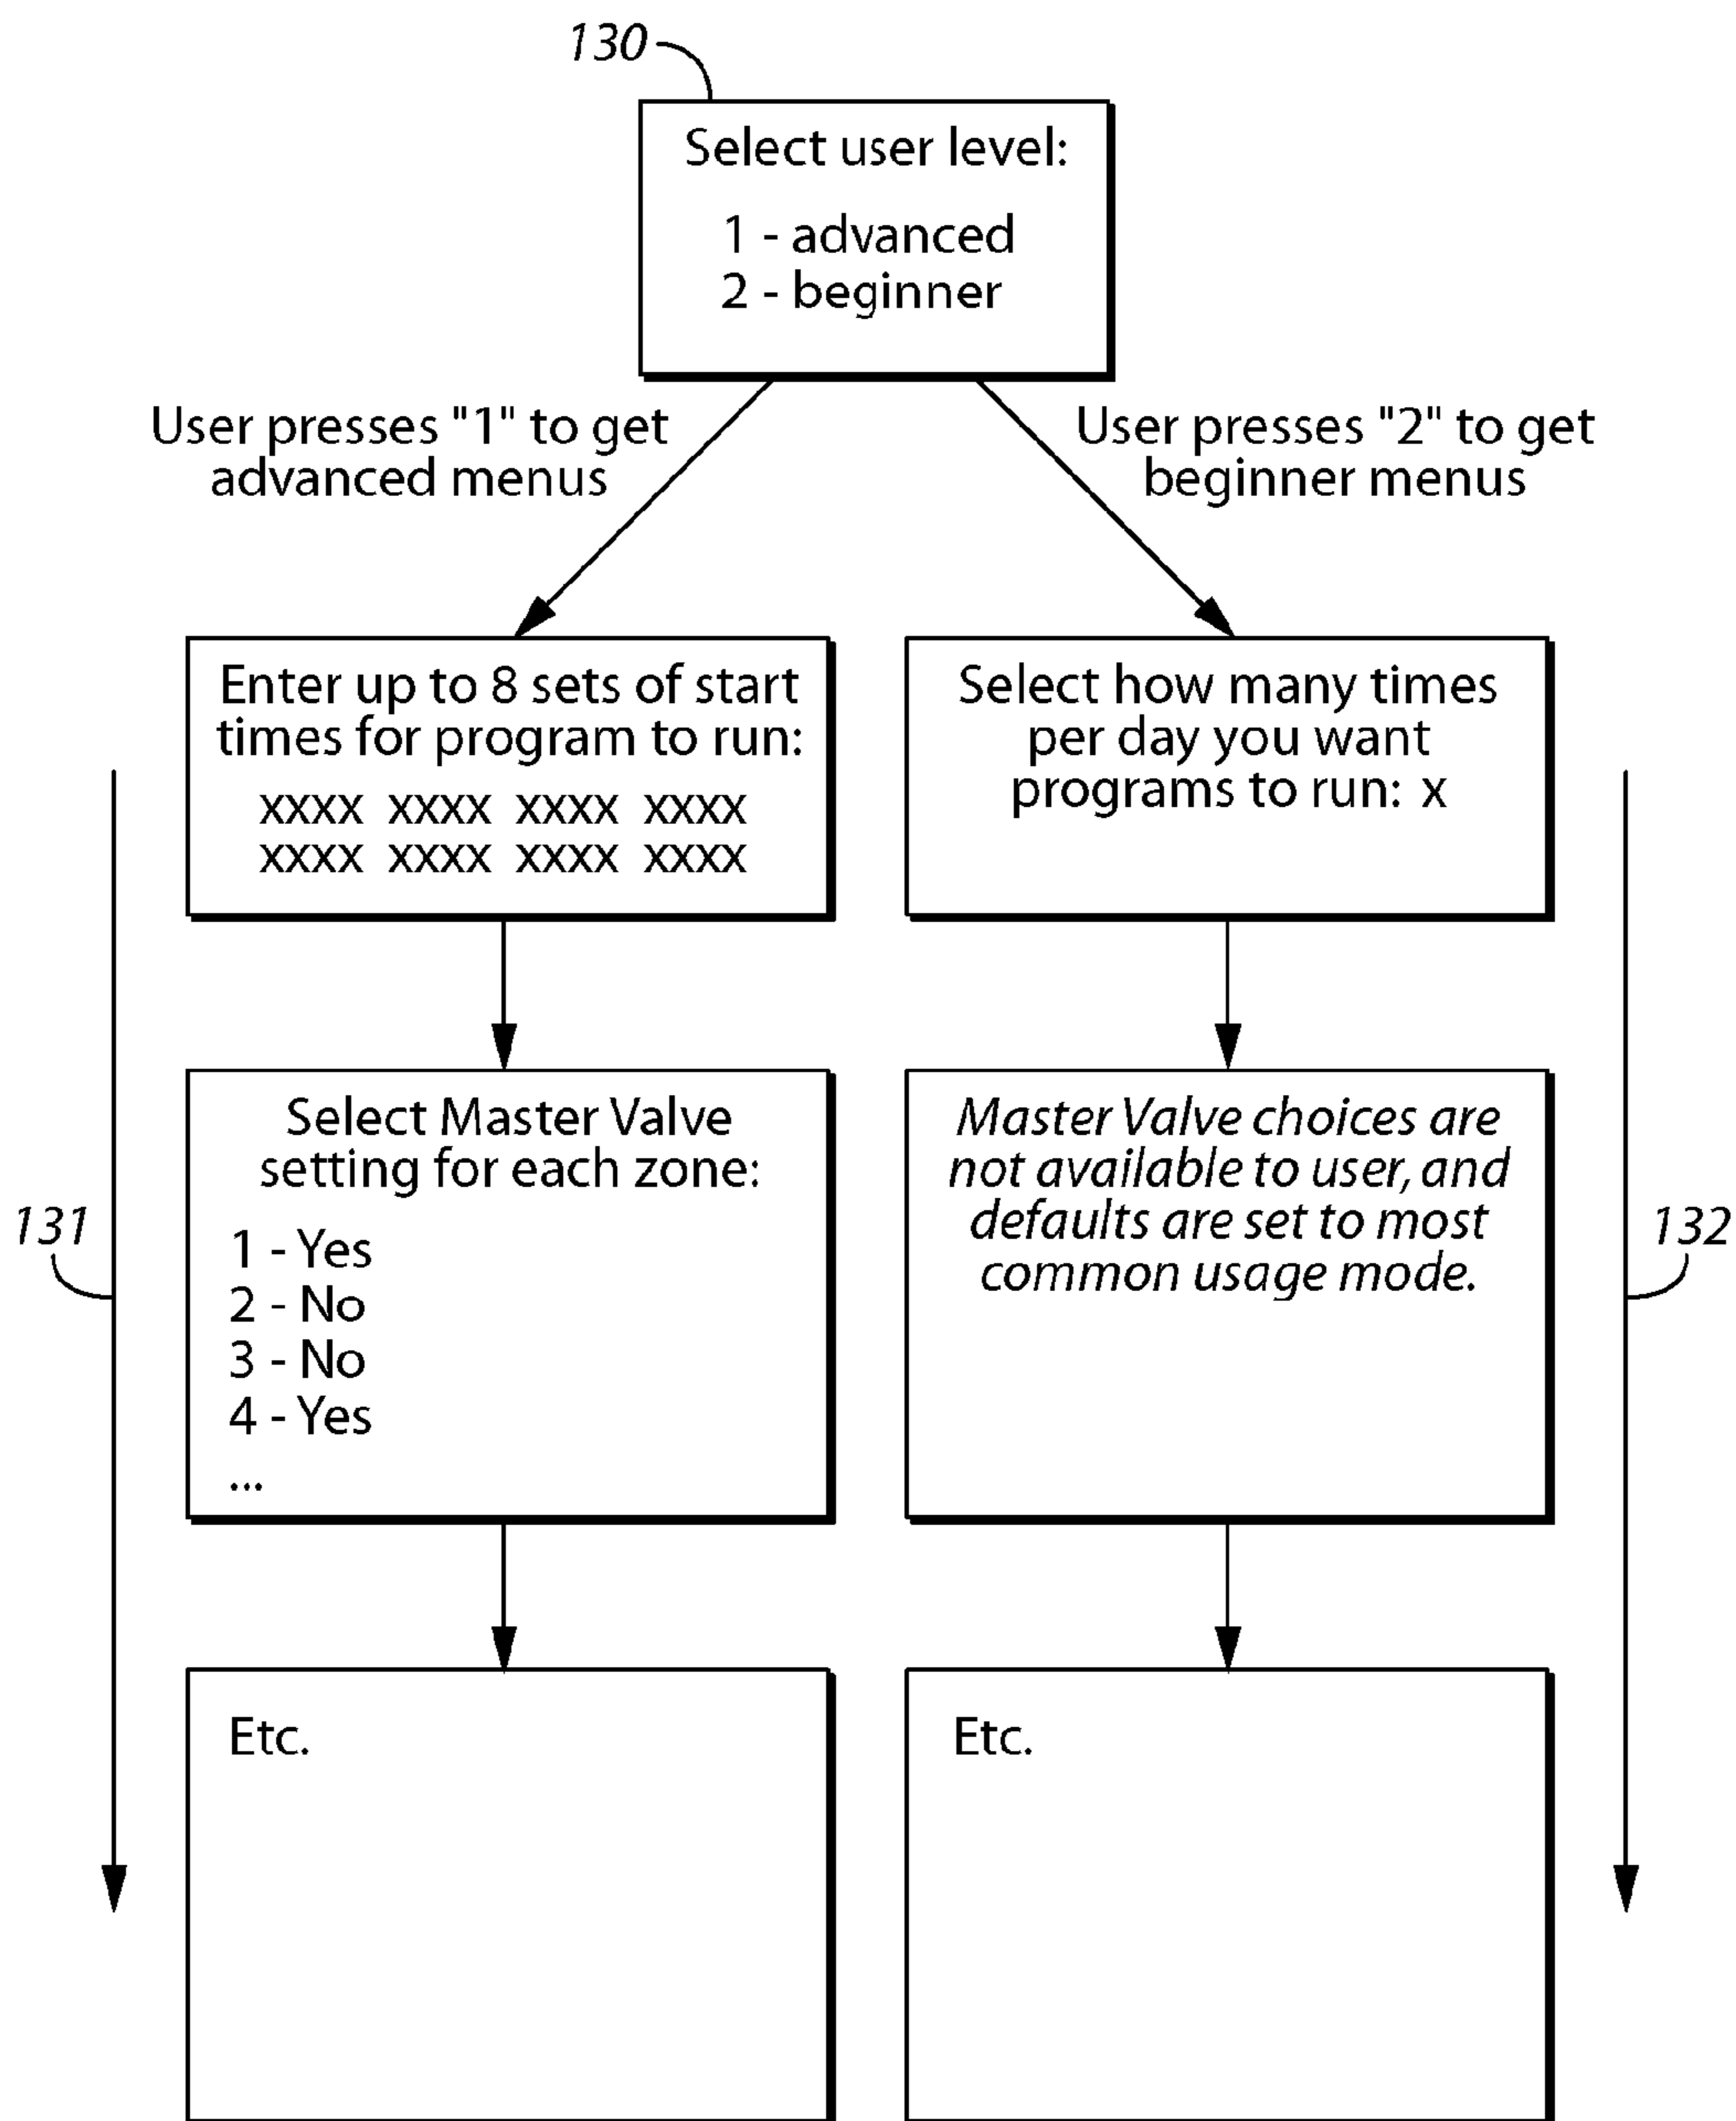 130
Select user level:
1 - advanced
2 - beginner
User presses "1" to get
advanced menus
User presses "2" to get
beginner menus
Enter up to 8 sets of start
times for program to run:
xxxx xxxx xxxx xxxx
xxxx xxxx xxxx xxxx
Select how many times
per day you want
programs to run: x
131
Select Master Valve
setting for each zone:
1 - Yes
2 - No
3 - No
4 - Yes
...
Master Valve choices are
not available to user, and
defaults are set to most
common usage mode.
132
Etc.
Etc.